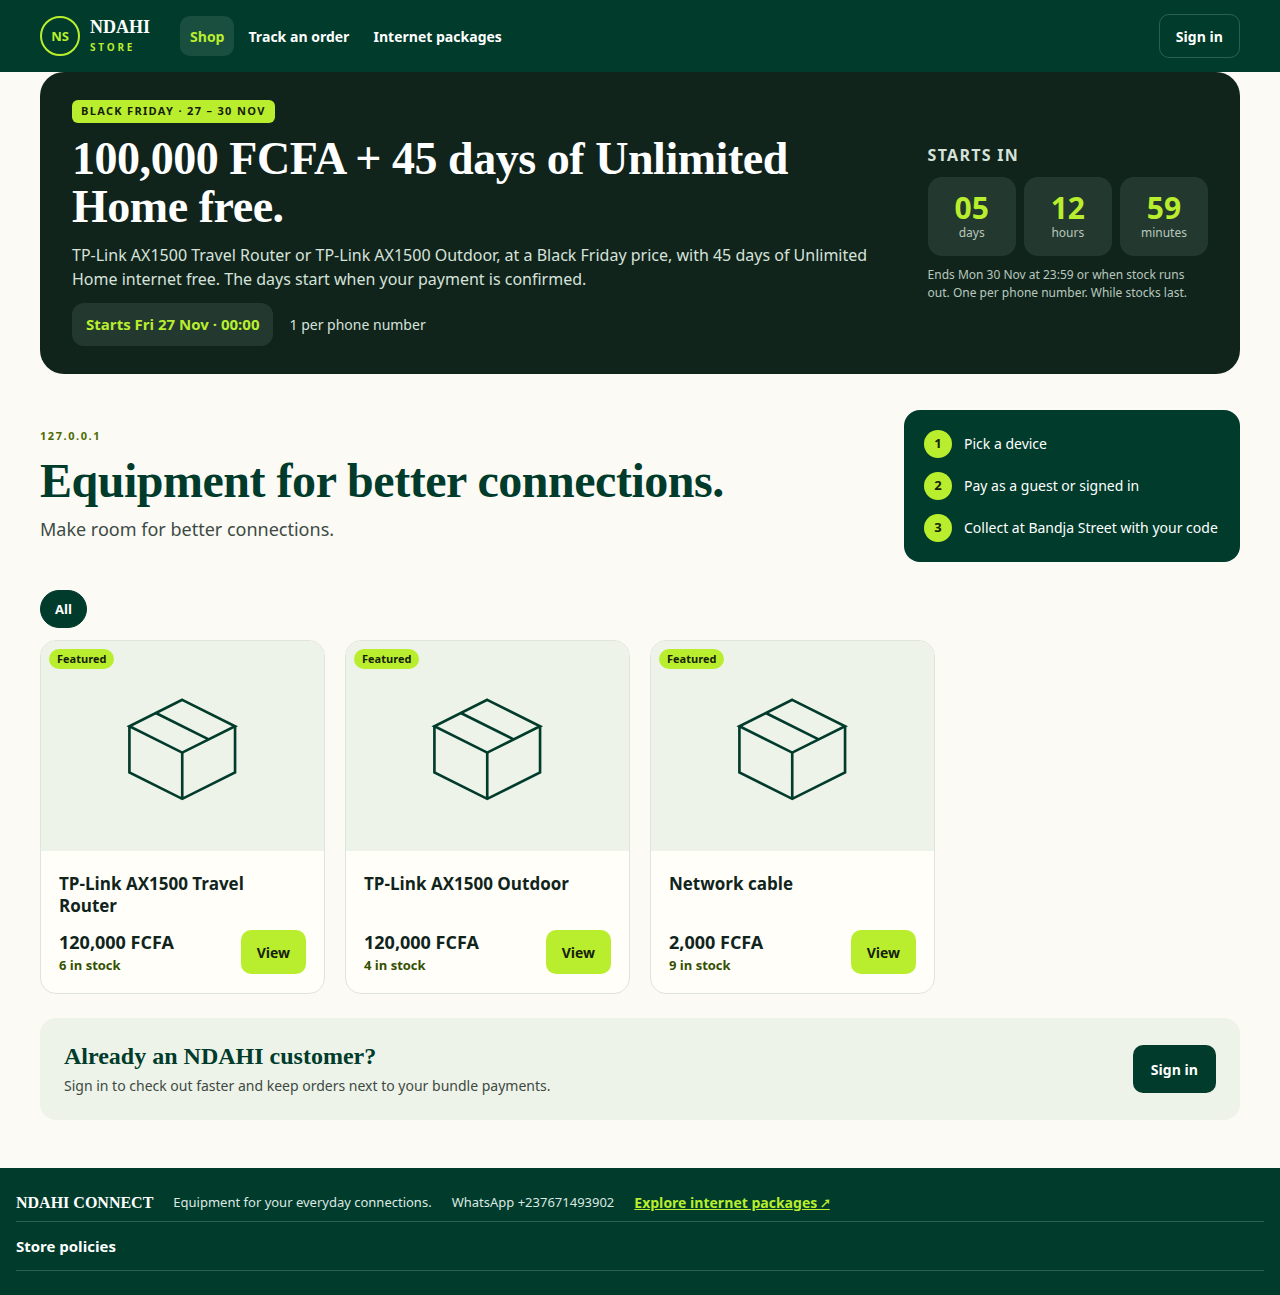 NS
NDAHI
STORE
Shop
Track an order
Internet packages
Sign in
BLACK FRIDAY · 27 – 30 NOV
100,000 FCFA + 45 days of Unlimited
Home free.
TP-Link AX1500 Travel Router or TP-Link AX1500 Outdoor, at a Black Friday price, with 45 days of Unlimited
Home internet free. The days start when your payment is confirmed.
Starts Fri 27 Nov · 00:00
1 per phone number
STARTS IN
05
days
12
hours
59
minutes
Ends Mon 30 Nov at 23:59 or when stock runs
out. One per phone number. While stocks last.
127.0.0.1
Equipment for better connections.
Make room for better connections.
1 Pick a device
2 Pay as a guest or signed in
3 Collect at Bandja Street with your code
All
Featured
TP-Link AX1500 Travel
Router
120,000 FCFA
6 in stock
View
Featured
TP-Link AX1500 Outdoor
120,000 FCFA
4 in stock
View
Featured
Network cable
2,000 FCFA
9 in stock
View
Already an NDAHI customer?
Sign in to check out faster and keep orders next to your bundle payments.
Sign in
NDAHI CONNECT
Equipment for your everyday connections.
WhatsApp +237671493902
Explore internet packages ↗
Store policies